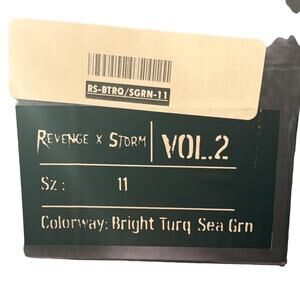 RS-BTRQ/SGRN-11
REVENGE X STORM VOL.2
Sz: 11
Colorway: Bright Turq Sea Grn